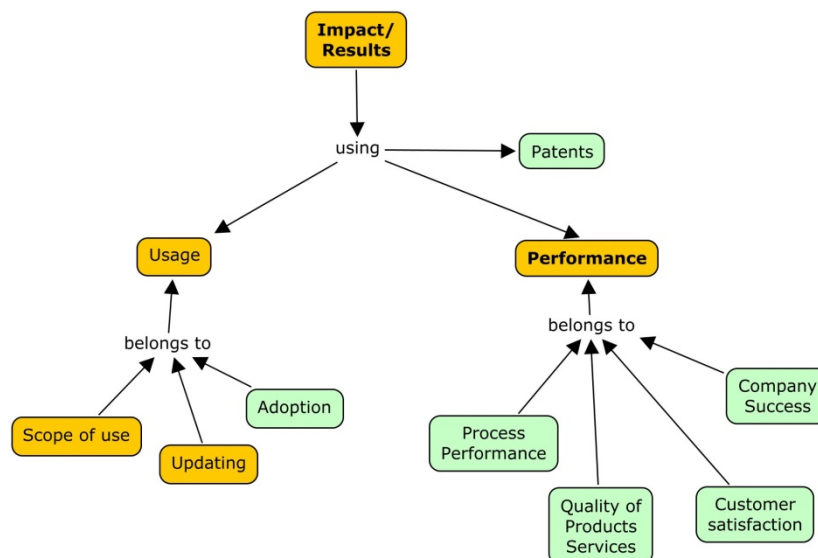 Impact/
Results
using
Patents
Usage
Performance
belongs to
belongs to
Adoption
Company
Success
Scope of use
Process
Performance
Updating
Quality of
Products
Services
Customer
satisfaction